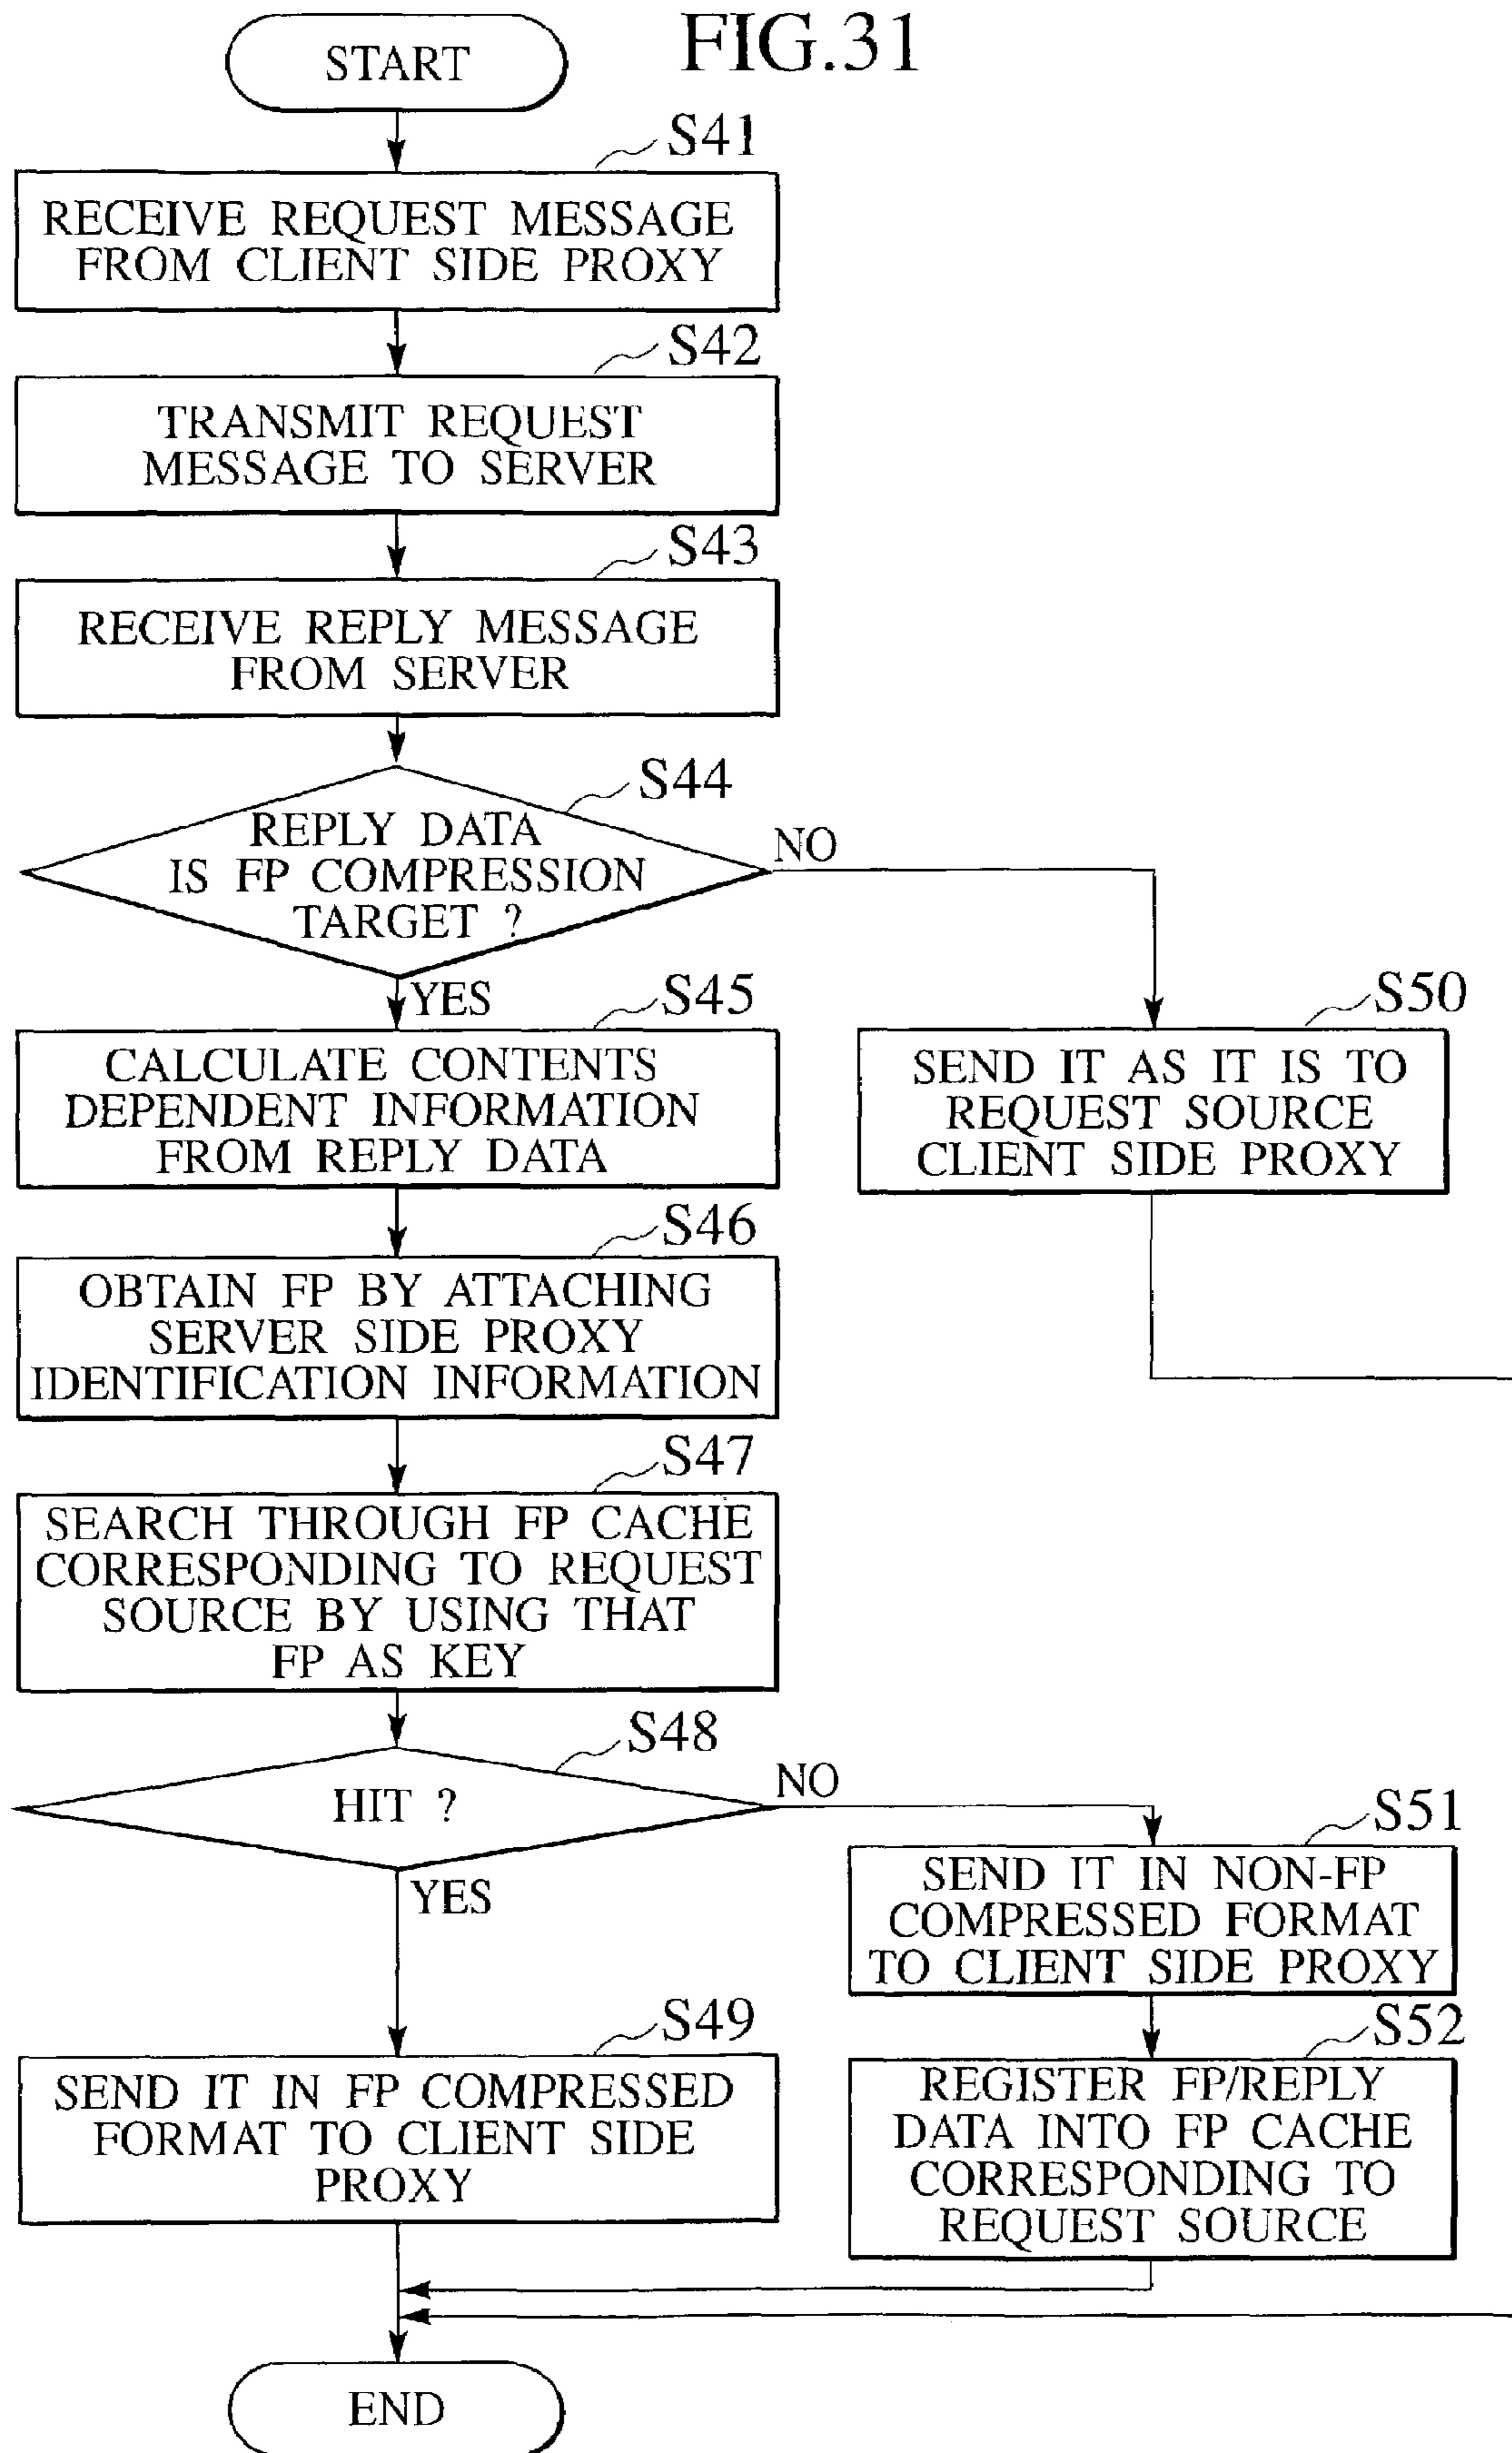 FIG.31
START
S41
RECEIVE REQUEST MESSAGE
FROM CLIENT SIDE PROXY
S42
TRANSMIT REQUEST
MESSAGE TO SERVER
S43
RECEIVE REPLY MESSAGE
FROM SERVER
S44
REPLY DATA
IS FP COMPRESSION
TARGET ?
NO
YES
S45
CALCULATE CONTENTS
DEPENDENT INFORMATION
FROM REPLY DATA
S50
SEND IT AS IT IS TO
REQUEST SOURCE
CLIENT SIDE PROXY
S46
OBTAIN FP BY ATTACHING
SERVER SIDE PROXY
IDENTIFICATION INFORMATION
S47
SEARCH THROUGH FP CACHE
CORRESPONDING TO REQUEST
SOURCE BY USING THAT
FP AS KEY
S48
HIT ?
NO
YES
S51
SEND IT IN NON-FP
COMPRESSED FORMAT
TO CLIENT SIDE PROXY
S49
SEND IT IN FP COMPRESSED
FORMAT TO CLIENT SIDE
PROXY
S52
REGISTER FP/REPLY
DATA INTO FP CACHE
CORRESPONDING TO
REQUEST SOURCE
END